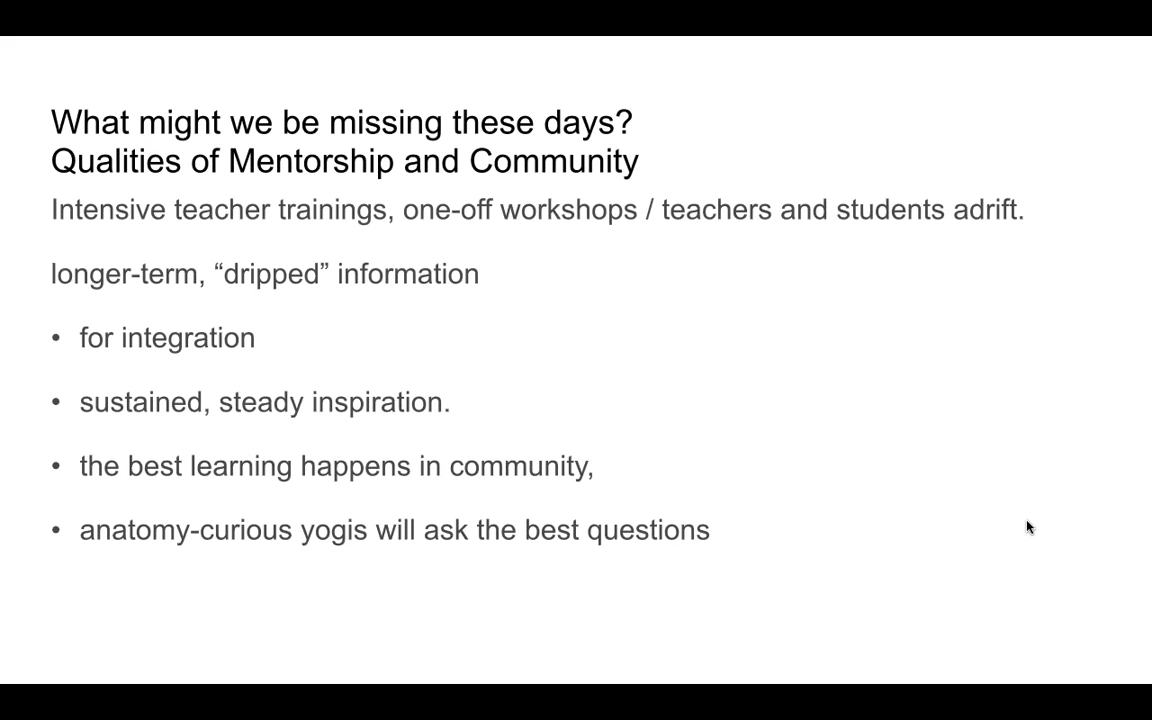 What might we be missing these days?
Qualities of Mentorship and Community
Intensive teacher trainings, one-off workshops / teachers and students adrift.
longer-term, “dripped” information
• for integration
• sustained, steady inspiration.
• the best learning happens in community,
• anatomy-curious yogis will ask the best questions